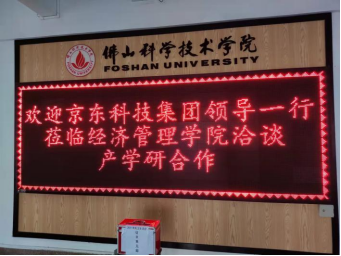 佛山科学技术学院
FOSHAN UNIVERSITY
欢迎京东科技集团领导一行
莅临经济管理学院洽谈
产学研合作